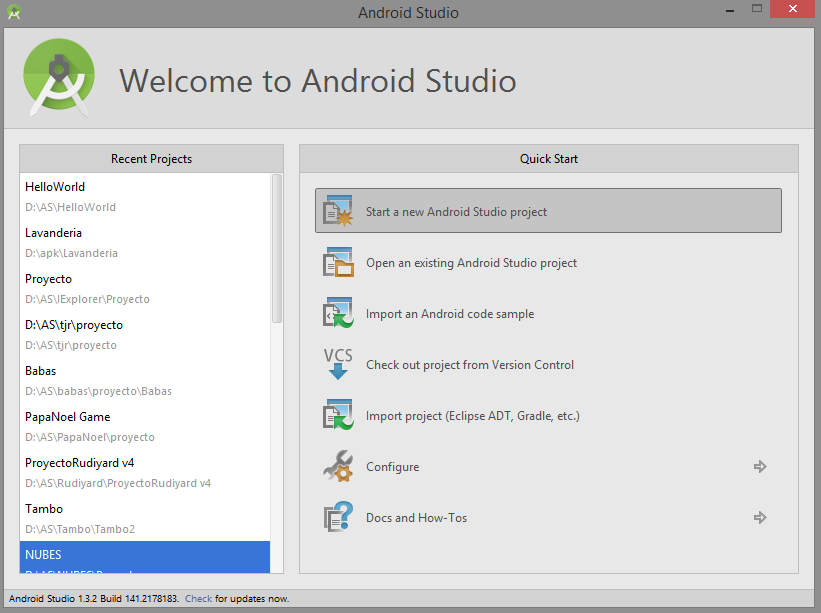 Android Studio
Welcome to Android Studio
Recent Projects
HelloWorld
D:\AS\HelloWorld
Lavanderia
D:\apk\Lavanderia
Proyecto
D:\AS\IExplorer\Proyecto
D:\AS\tjr\proyecto
D:\AS\tjr\proyecto
Babas
D:\AS\babas\proyecto\Babas
PapaNoel Game
D:\AS\PapaNoel\proyecto
ProyectoRudiyard v4
D:\AS\Rudiyard\ProyectoRudiyard v4
Tambo
D:\AS\Tambo\Tambo2
NUBES
Quick Start
Start a new Android Studio project
Open an existing Android Studio project
Import an Android code sample
VCS
Check out project from Version Control
Import project (Eclipse ADT, Gradle, etc.)
Configure
Docs and How-Tos
Android Studio 1.3.2 Build 141.2178183. Check for updates now.